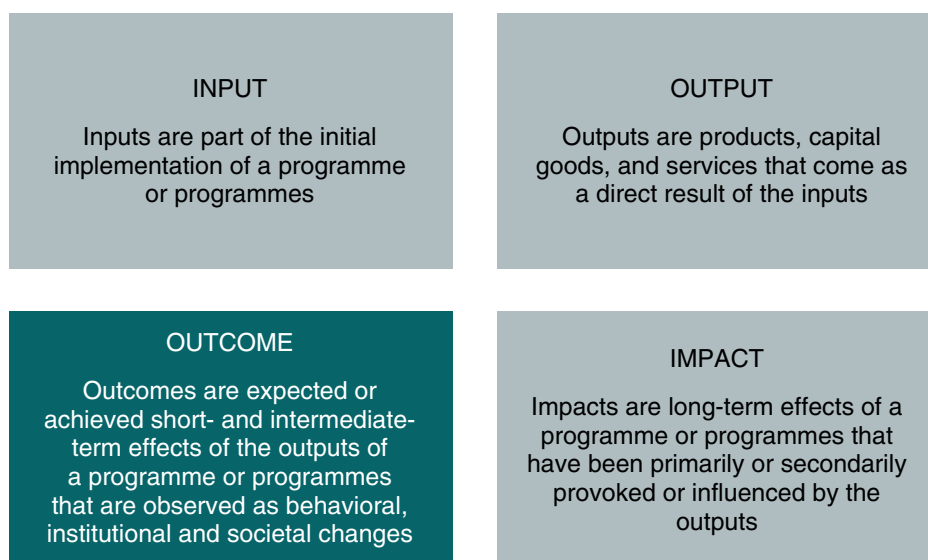 INPUT
Inputs are part of the initial
implementation of a programme
or programmes
OUTPUT
Outputs are products, capital
goods, and services that come as
a direct result of the inputs
OUTCOME
Outcomes are expected or
achieved short- and intermediate-
term effects of the outputs of
a programme or programmes
that are observed as behavioral,
institutional and societal changes
IMPACT
Impacts are long-term effects of a
programme or programmes that
have been primarily or secondarily
provoked or influenced by the
outputs